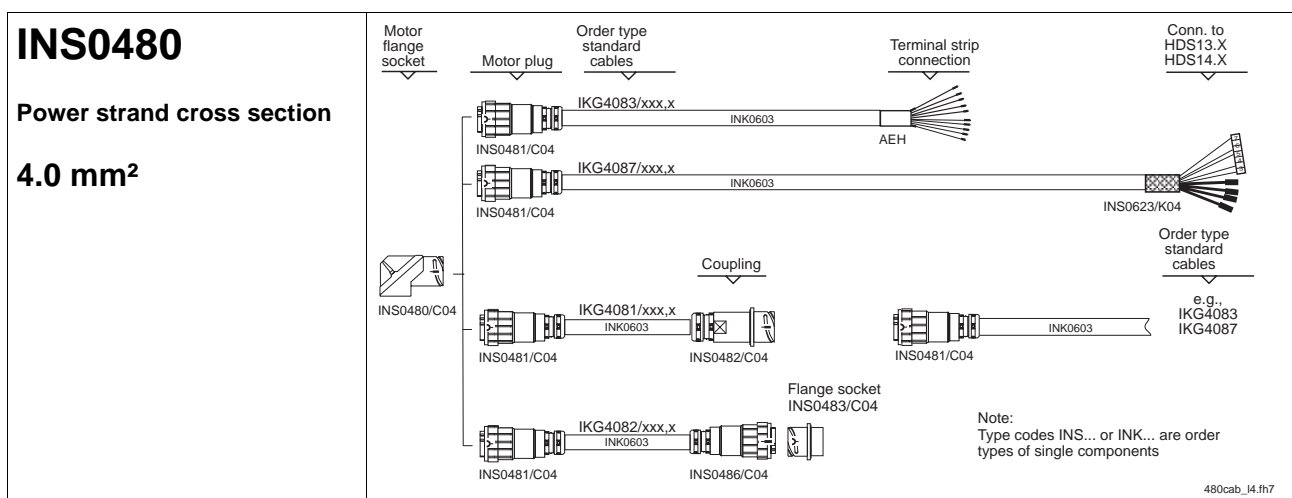 INS0480
Power strand cross section
4.0 mm²
Motor
flange
socket
Motor plug
Order type
standard
cables
Terminal strip
connection
Conn. to
HDS13.X
HDS14.X
IKG4083/xxx,x
INK0603
INS0481/C04
AEH
IKG4087/xxx,x
INK0603
INS0481/C04
INS0623/K04
INS0480/C04
Coupling
Order type
standard
cables
e.g.,
IKG4083
IKG4087
IKG4081/xxx,x
INK0603
INS0481/C04
INS0482/C04
INK0603
INS0481/C04
Flange socket
INS0483/C04
IKG4082/xxx,x
INK0603
INS0481/C04
INS0486/C04
Note:
Type codes INS... or INK... are order
types of single components
480cab_l4.fh7